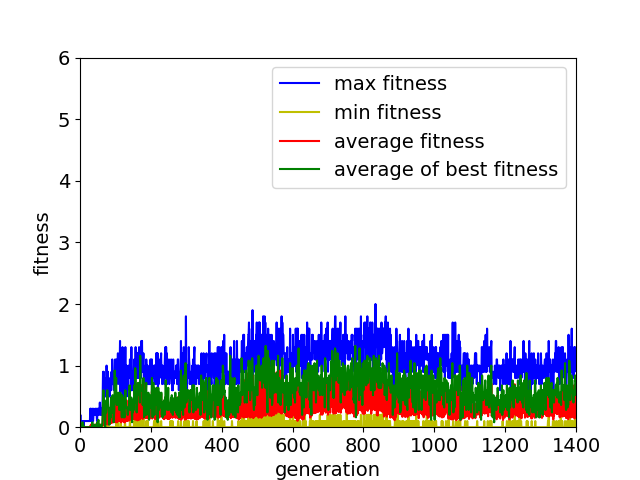 6
5
4
3
2
1
0
fitness
max fitness
min fitness
average fitness
average of best fitness
0 200 400 600 800 1000 1200 1400
generation